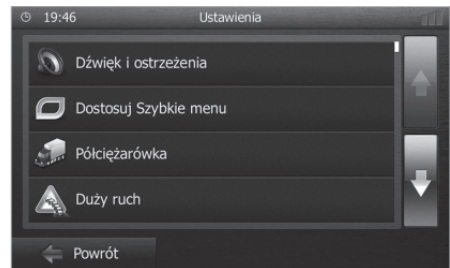 19:46 Ustawienia
Dźwięk i ostrzeżenia
Dostosuj Szybkie menu
Półciężarówka
Duży ruch
Powrót